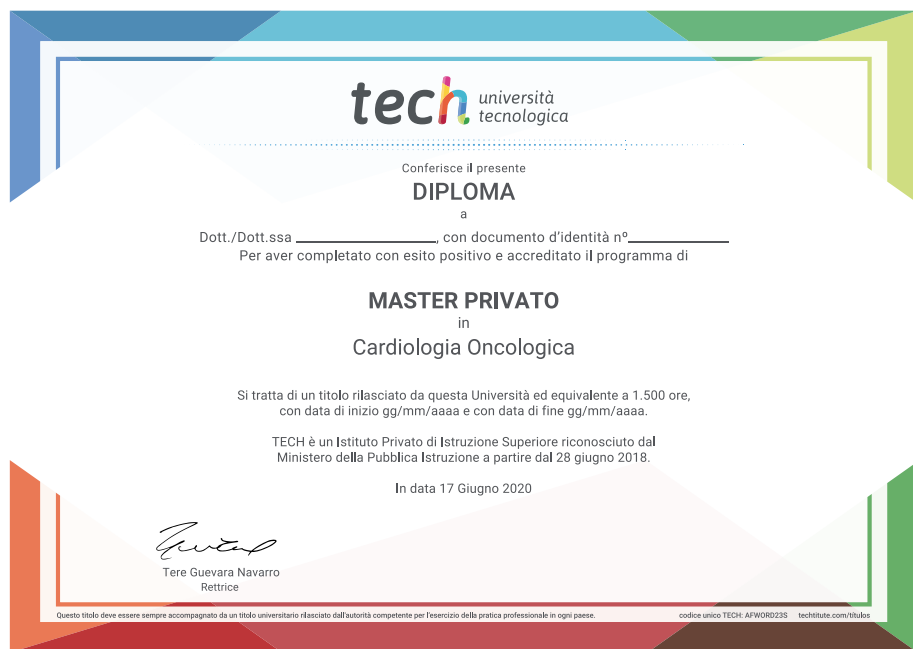 tech università
tecnologica
Conferisce il presente
DIPLOMA
a
Dott./Dott.ssa ________________, con documento d'identità nº____________
Per aver completato con esito positivo e accreditato il programma di
MASTER PRIVATO
in
Cardiologia Oncologica
Si tratta di un titolo rilasciato da questa Università ed equivalente a 1.500 ore,
con data di inizio gg/mm/aaaa e con data di fine gg/mm/aaaa.
TECH è un Istituto Privato di Istruzione Superiore riconosciuto dal
Ministero della Pubblica Istruzione a partire dal 28 giugno 2018.
In data 17 Giugno 2020
Tere Guevara Navarro
Rettrice
Questo titolo deve essere sempre accompagnato da un titolo universitario rilasciato dall'autorità competente per l'esercizio della pratica professionale in ogni paese. codice unico TECH: AFWORD23S techtitute.com/títulos